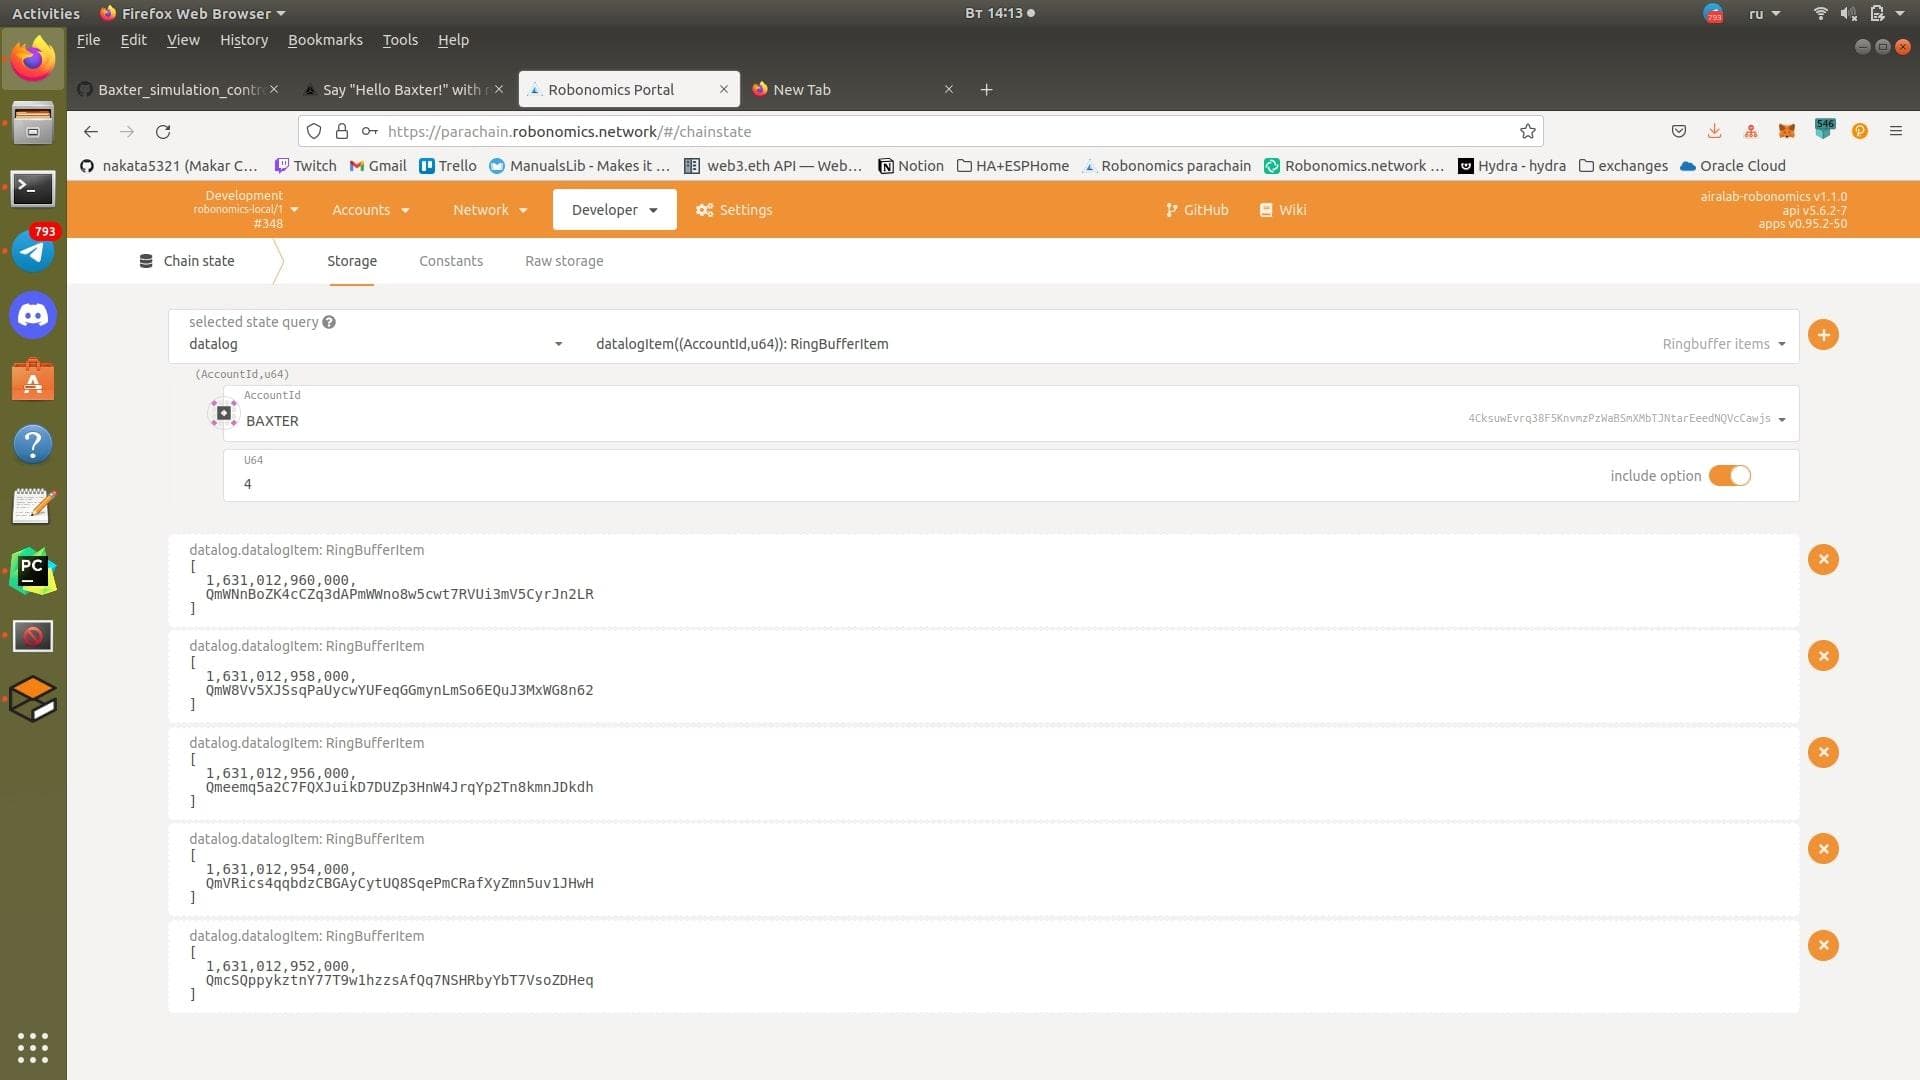 Activities Firefox Web Browser Вт 14:13 793 ru
File Edit View History Bookmarks Tools Help
Baxter_simulation_contr Say "Hello Baxter!" with Robonomics Portal New Tab
https://parachain.robonomics.network/#/chainstate 546
nakata5321 (Makar C... Twitch Gmail Trello ManualsLib - Makes it ... web3.eth API — Web... Notion HA+ESPHome Robonomics parachain Robonomics.network ... Hydra - hydra exchanges Oracle Cloud
Development
robonomics-local/1
#348
Accounts Network Developer Settings GitHub Wiki
airalab-robonomics v1.1.0
api v5.6.2-7
apps v0.95.2-50
793
Chain state Storage Constants Raw storage
selected state query
datalog datalogItem((AccountId,u64)): RingBufferItem Ringbuffer items
(AccountId,u64)
AccountId
BAXTER 4CksuwEvrq38F5KnvmzPzWaBSmXMbTJNtarEeedNQVcCawjs
U64
4 include option
datalog.datalogItem: RingBufferItem
[
1,631,012,960,000,
QmWNnBoZK4cCZq3dAPmWWno8w5cwt7RVUi3mV5CyrJn2LR
]
datalog.datalogItem: RingBufferItem
[
1,631,012,958,000,
QmW8Vv5XJSsqPaUycwYUFeqGGmynLmSo6EQuJ3MxWG8n62
]
datalog.datalogItem: RingBufferItem
[
1,631,012,956,000,
Qmeemq5a2C7FQXJuikD7DUZp3HnW4JrqYp2Tn8kmnJDkdh
]
datalog.datalogItem: RingBufferItem
[
1,631,012,954,000,
QmVRics4qqbdzCBGAyCytUQ8SqePmCRafXyZmn5uv1JHwH
]
datalog.datalogItem: RingBufferItem
[
1,631,012,952,000,
QmcSQppykztnY77T9w1hzzsAfQq7NSHRbyYbT7VsoZDHeq
]
PC